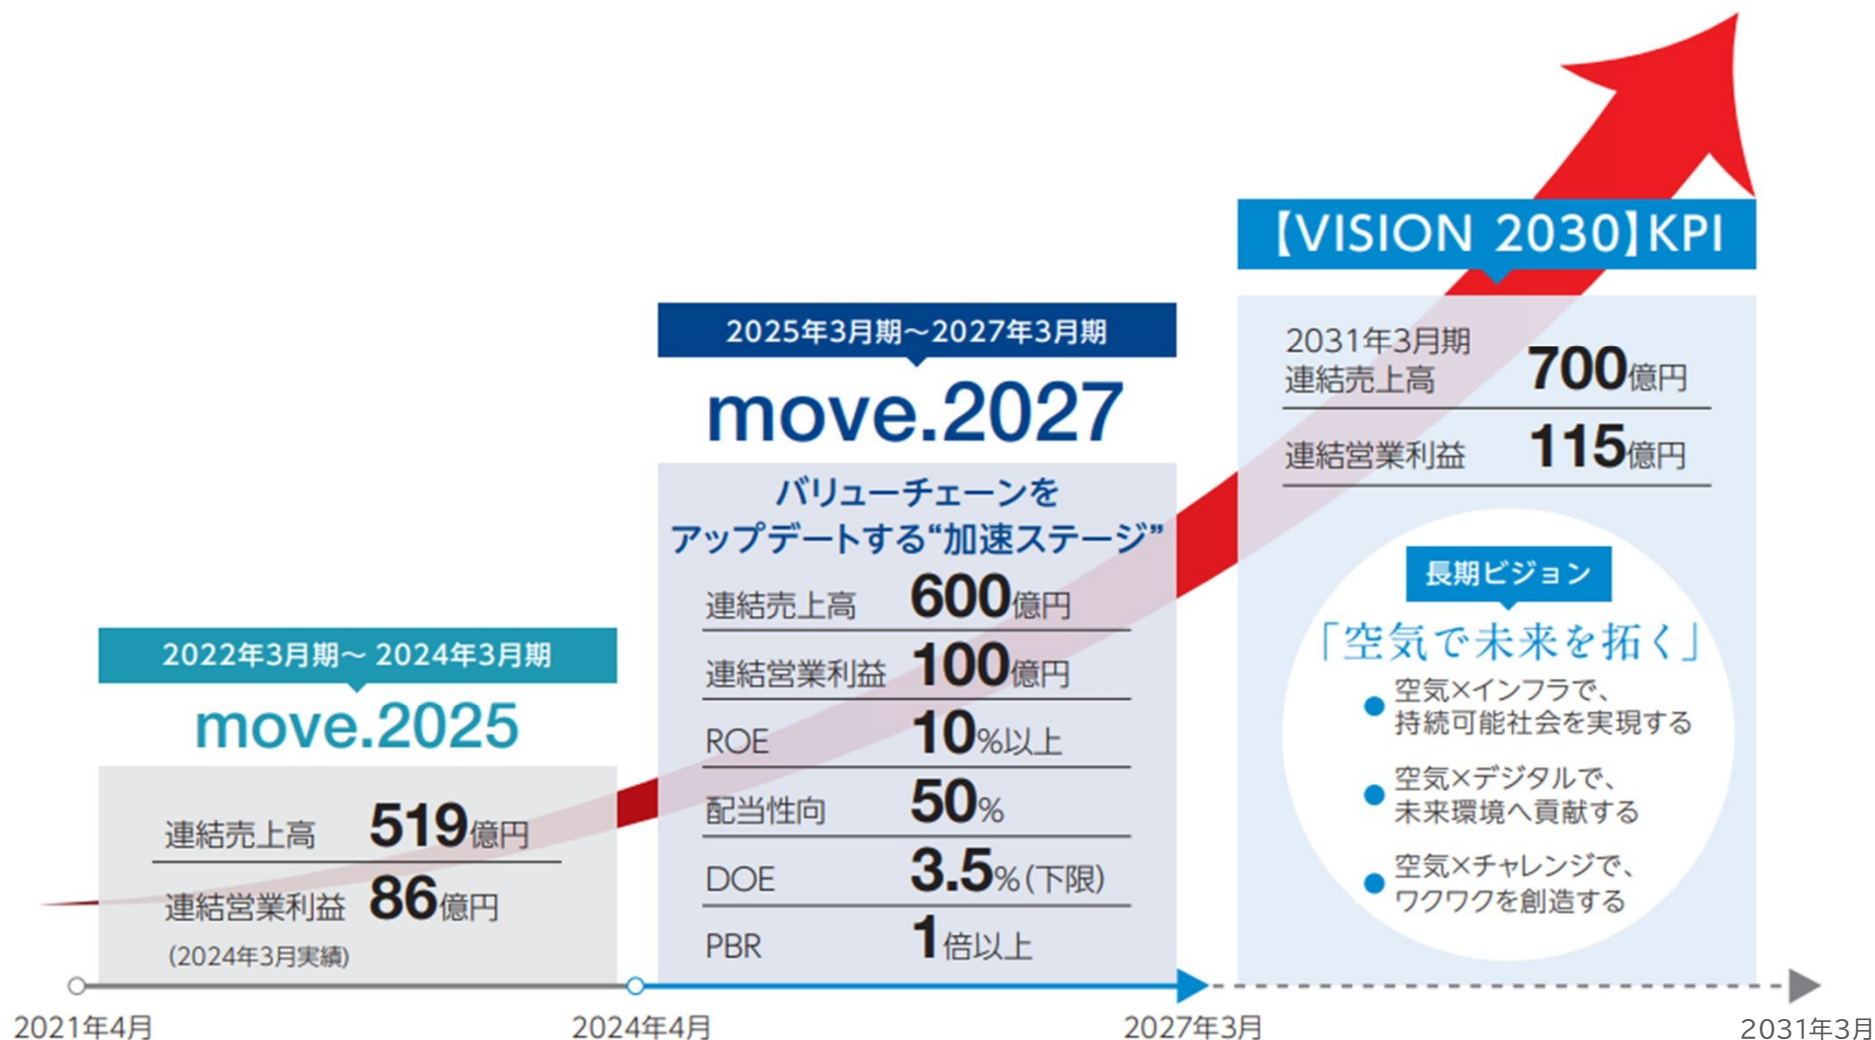 2022年3月期～ 2024年3月期
move.2025
連結売上高 519億円
連結営業利益 86億円
(2024年3月実績)
2025年3月期～2027年3月期
move.2027
バリューチェーンを
アップデートする“加速ステージ”
連結売上高 600億円
連結営業利益 100億円
ROE 10%以上
配当性向 50%
DOE 3.5%(下限)
PBR 1倍以上
【VISION 2030】KPI
2031年3月期
連結売上高 700億円
連結営業利益 115億円
長期ビジョン
「空気で未来を拓く」
空気×インフラで、
持続可能社会を実現する
空気×デジタルで、
未来環境へ貢献する
空気×チャレンジで、
ワクワクを創造する
2021年4月
2024年4月
2027年3月
2031年3月